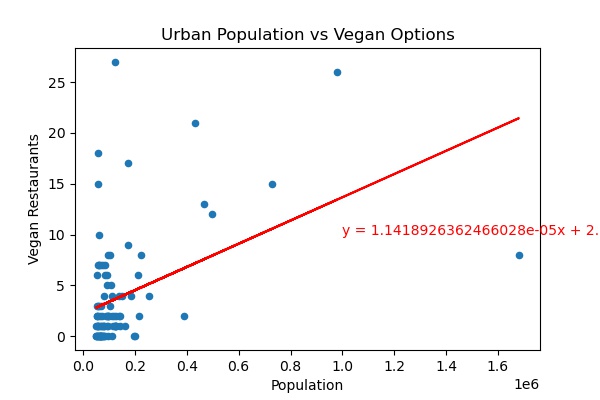 Urban Population vs Vegan Options
25
20
15
10
5
0
Vegan Restaurants
y = 1.1418926362466028e-05x + 2.
0.0 0.2 0.4 0.6 0.8 1.0 1.2 1.4 1.6
1e6
Population